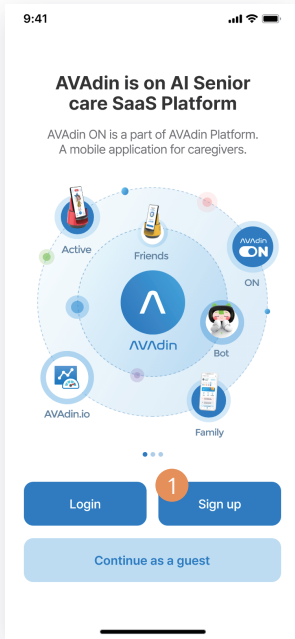 9:41
AVAdin is on AI Senior
care SaaS Platform
AVAdin ON is a part of AVAdin Platform.
A mobile application for caregivers.
Active
Friends
AVAdin
ON
ON
AVAdin
Bot
AVAdin.io
Family
1
Login
Sign up
Continue as a guest